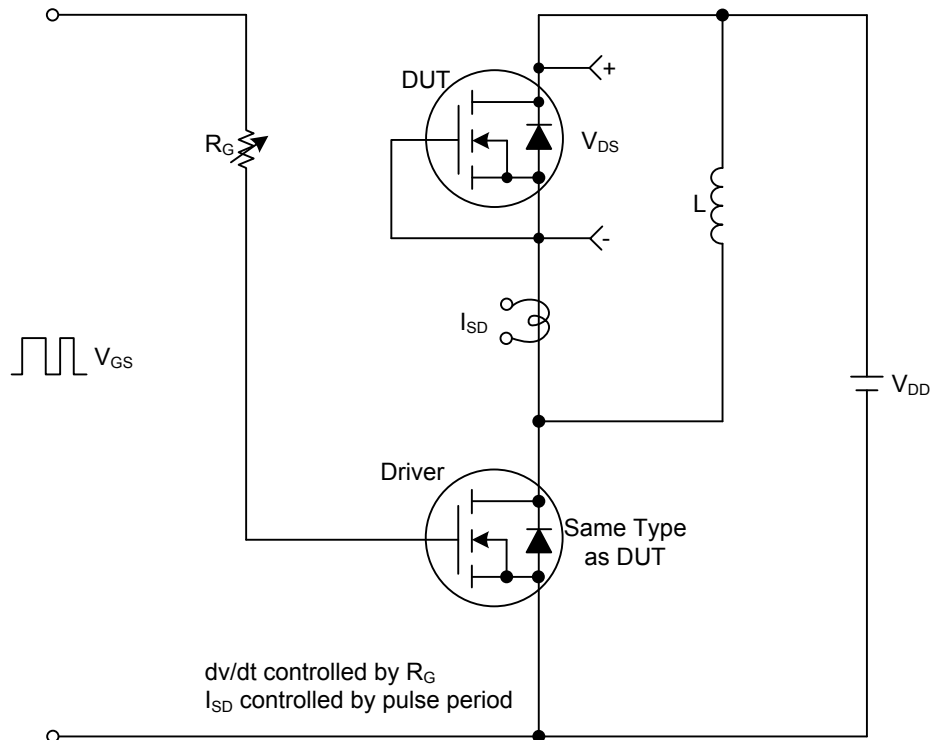 DUT
+
R_G
V_DS
L
-
I_SD
V_GS
V_DD
Driver
Same Type
as DUT
dv/dt controlled by R_G
I_SD controlled by pulse period